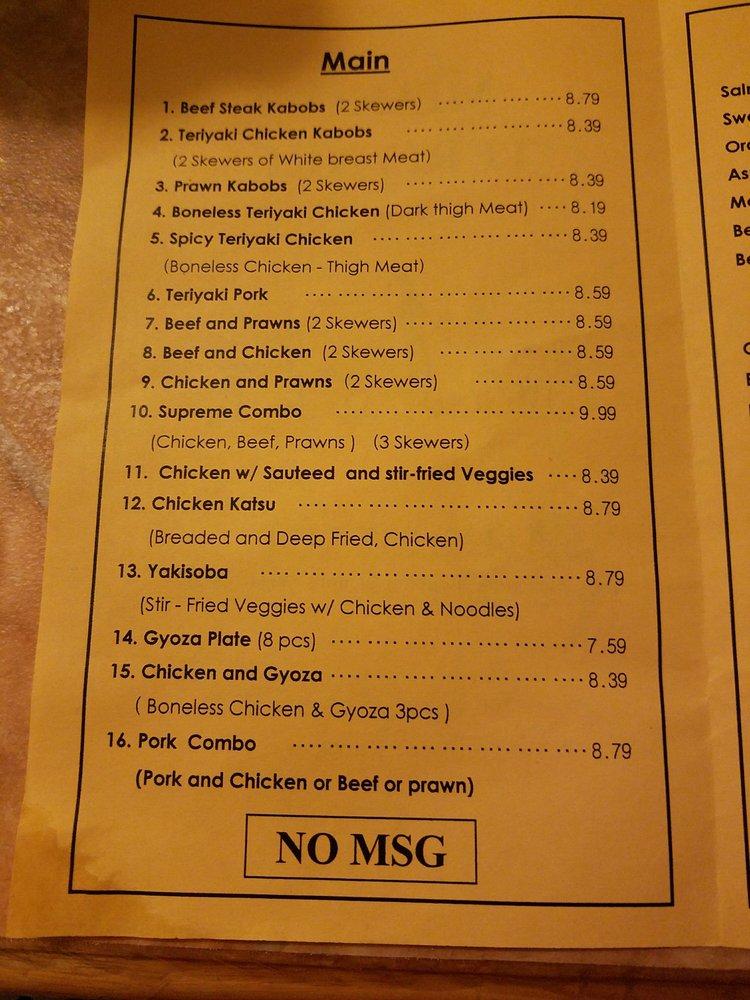 Main
1. Beef Steak Kabobs (2 Skewers) ···· ···· ···· ····8.79
2. Teriyaki Chicken Kabobs ···· ···· ···· ···· ····8.39
(2 Skewers of White breast Meat)
3. Prawn Kabobs (2 Skewers) ···· ···· ···· ···· ····8.39
4. Boneless Teriyaki Chicken (Dark thigh Meat) ····8.19
5. Spicy Teriyaki Chicken ···· ···· ···· ···· ···· ····8.39
(Boneless Chicken - Thigh Meat)
6. Teriyaki Pork ···· ···· ···· ···· ···· ···· ···· ····8.59
7. Beef and Prawns (2 Skewers) ···· ···· ···· ···· ····8.59
8. Beef and Chicken (2 Skewers) ···· ···· ···· ····8.59
9. Chicken and Prawns (2 Skewers) ···· ···· ····8.59
10. Supreme Combo ···· ···· ···· ···· ···· ···· ····9.99
(Chicken, Beef, Prawns ) (3 Skewers)
11. Chicken w/ Sauteed and stir-fried Veggies ····8.39
12. Chicken Katsu ···· ···· ···· ···· ···· ···· ···· ····8.79
(Breaded and Deep Fried, Chicken)
13. Yakisoba ···· ···· ···· ···· ···· ···· ···· ···· ····8.79
(Stir - Fried Veggies w/ Chicken & Noodles)
14. Gyoza Plate (8 pcs) ···· ···· ···· ···· ···· ···· ····7.59
15. Chicken and Gyoza ···· ···· ···· ···· ···· ···· ····8.39
( Boneless Chicken & Gyoza 3pcs )
16. Pork Combo ···· ···· ···· ···· ···· ···· ···· ····8.79
(Pork and Chicken or Beef or prawn)
NO MSG